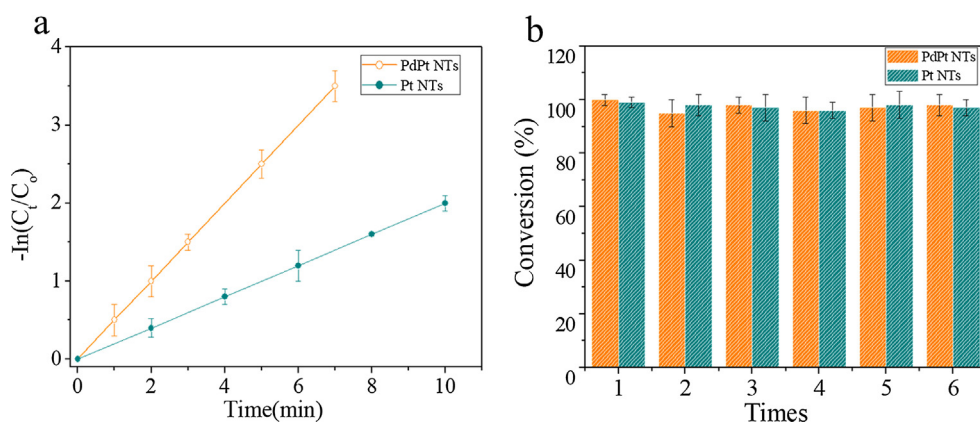 a
-In(Ct/Co)
4
3
2
1
0
0 2 4 6 8 10
Time(min)
PdPt NTs
Pt NTs
b
Conversion (%)
120
100
80
60
40
20
0
1 2 3 4 5 6
Times
PdPt NTs
Pt NTs